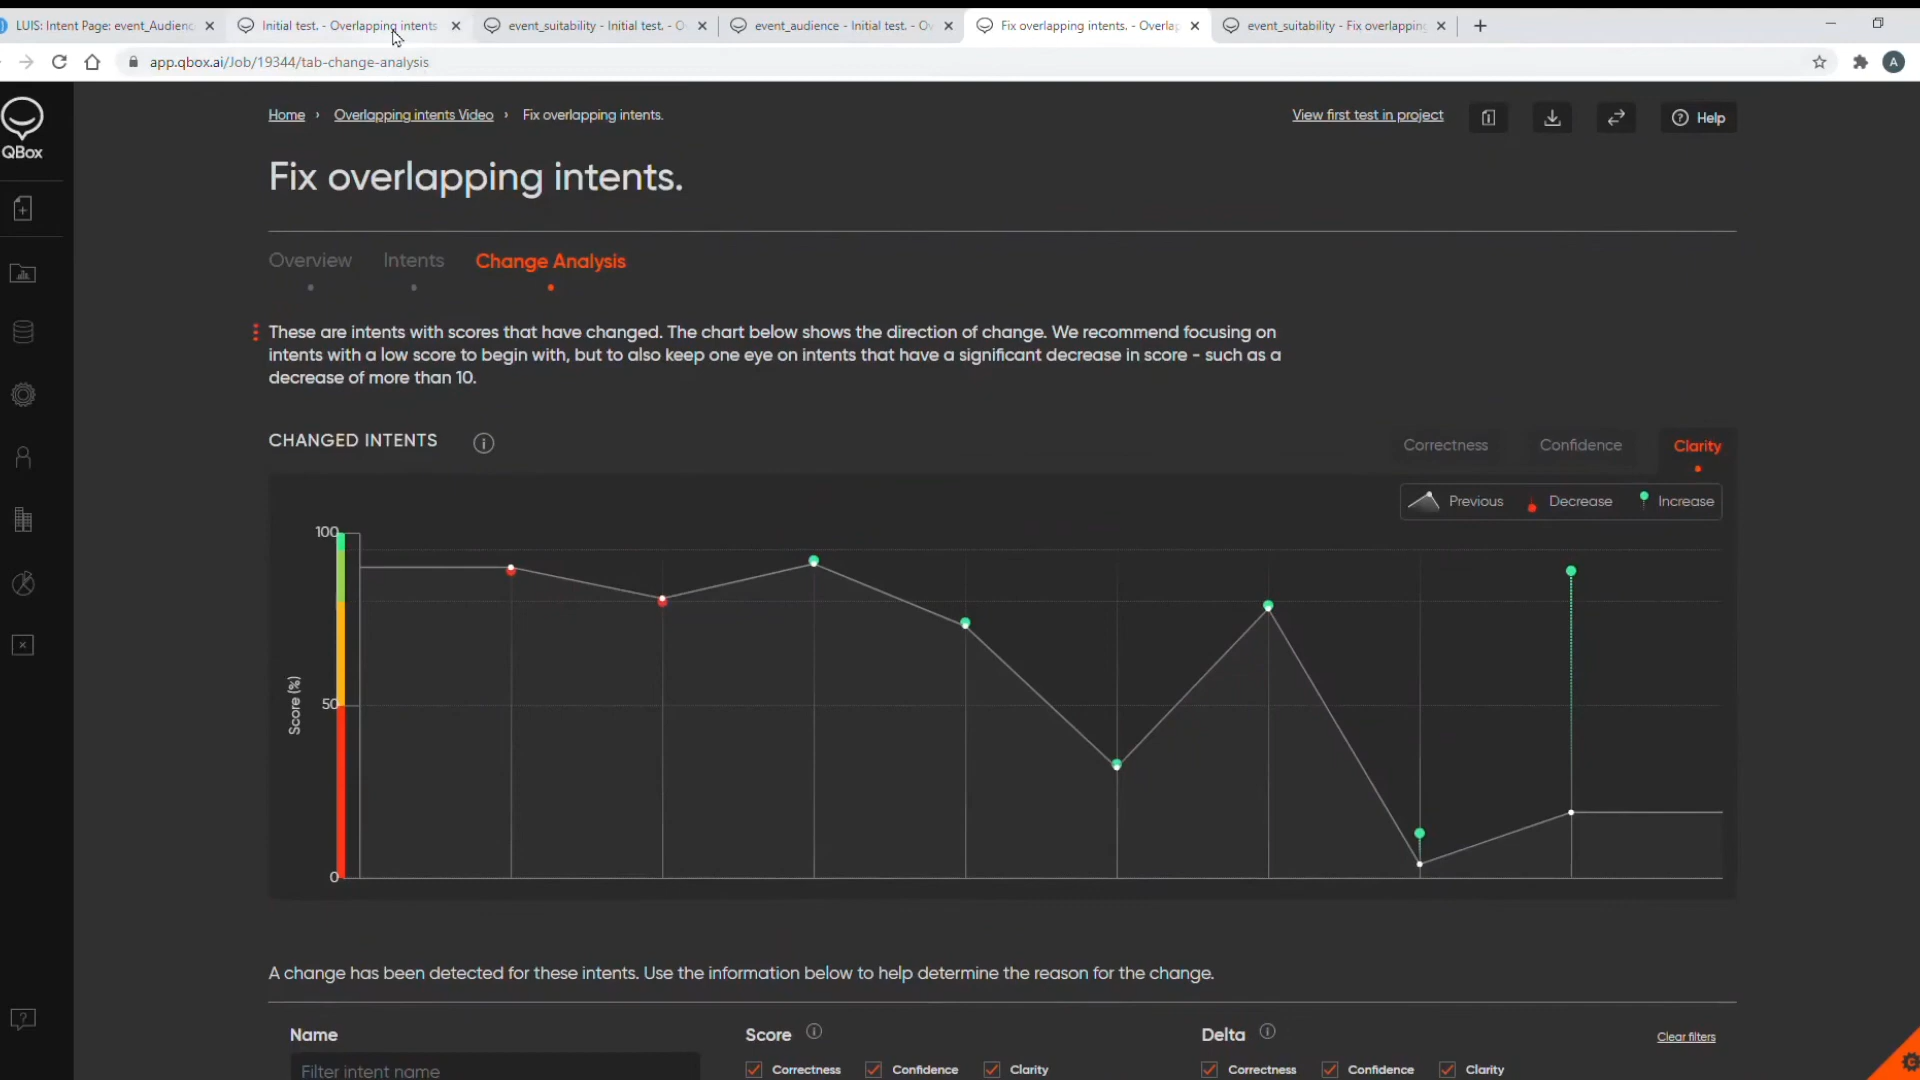 LUIS: Intent Page: event_Audienc
Initial test. - Overlapping intents
event_suitability - Initial test. - O
event_audience - Initial test. - Ov
Fix overlapping intents. - Overlap
event_suitability - Fix overlapping
app.qbox.ai/Job/19344/tab-change-analysis
A
QBox
Home › Overlapping intents Video › Fix overlapping intents.
View first test in project
Help
Fix overlapping intents.
Overview
Intents
Change Analysis
These are intents with scores that have changed. The chart below shows the direction of change. We recommend focusing on
intents with a low score to begin with, but to also keep one eye on intents that have a significant decrease in score - such as a
decrease of more than 10.
CHANGED INTENTS
Correctness
Confidence
Clarity
Previous
Decrease
Increase
100
50
0
Score (%)
A change has been detected for these intents. Use the information below to help determine the reason for the change.
Name
Score
Delta
Clear filters
Filter intent name
Correctness
Confidence
Clarity
Correctness
Confidence
Clarity